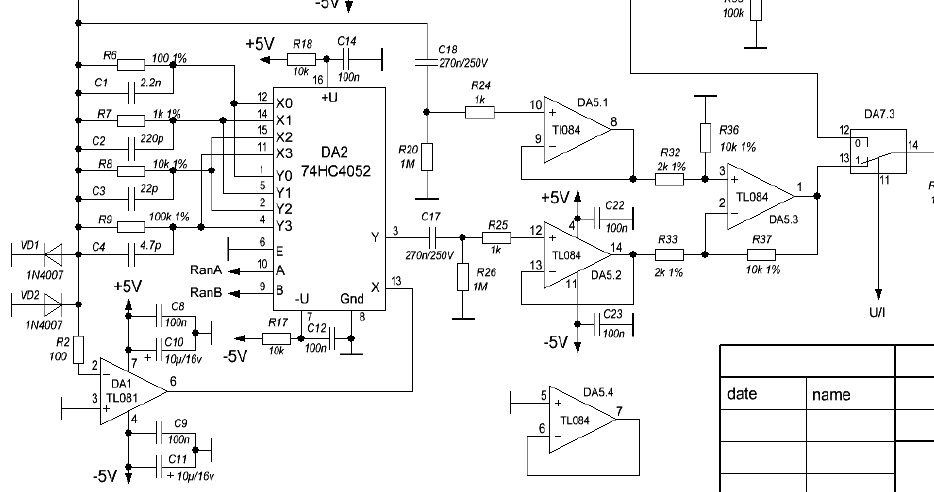 -5V
100k
+5V
R18
10k
C14
100n
16
+U
C18
270n/250V
R6
100 1%
C1
2.2n
R7
1k 1%
C2
220p
R8
10k 1%
C3
22p
R9
100k 1%
C4
4.7p
12 X0
14 X1
15 X2
11 X3
1 Y0
5 Y1
2 Y2
4 Y3
6 E
RanA 10 A
RanB 9 B
DA2
74HC4052
Y 3
X 13
-U
7
Gnd
8
R24
1k
R20
1M
10 +
9 -
DA5.1
Tl084
8
R32
2k 1%
R36
10k 1%
3 +
2 -
TL084
1
DA5.3
DA7.3
12
0
13
1
14
11
U/I
C17
270n/250V
R25
1k
R26
1M
+5V
C22
100n
4
12 +
13 -
TL084
14
DA5.2
11
C23
100n
-5V
R33
2k 1%
R37
10k 1%
VD1
1N4007
VD2
1N4007
+5V
C8
100n
C10
+ 10µ/16v
R2
100
R17
10k
C12
100n
-5V
2 -
7
DA1
TL081
6
3 +
4
C9
100n
C11
+ 10µ/16v
-5V
DA5.4
5 +
TL084
7
6 -
date
name